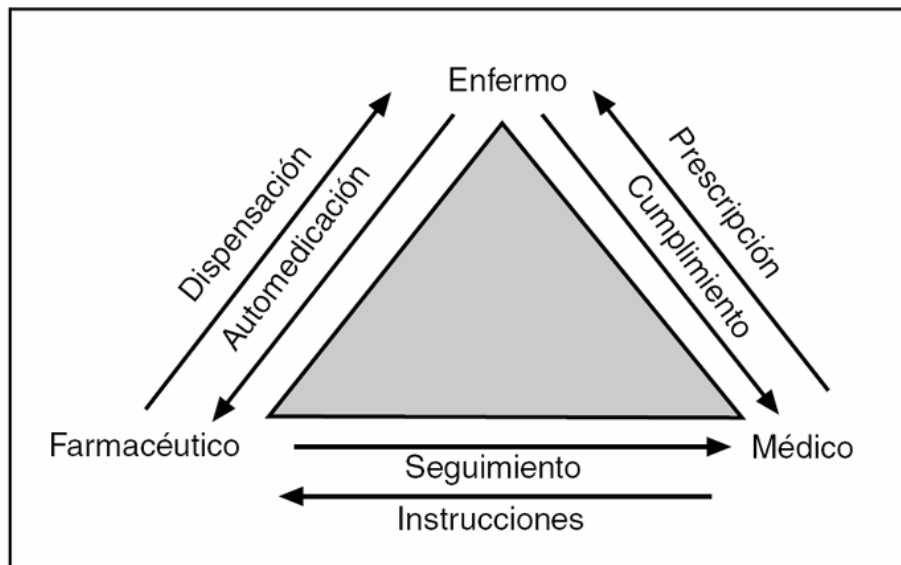 Enfermo
Dispensación
Automedicación
Cumplimiento
Prescripción
Farmacéutico
Médico
Seguimiento
Instrucciones